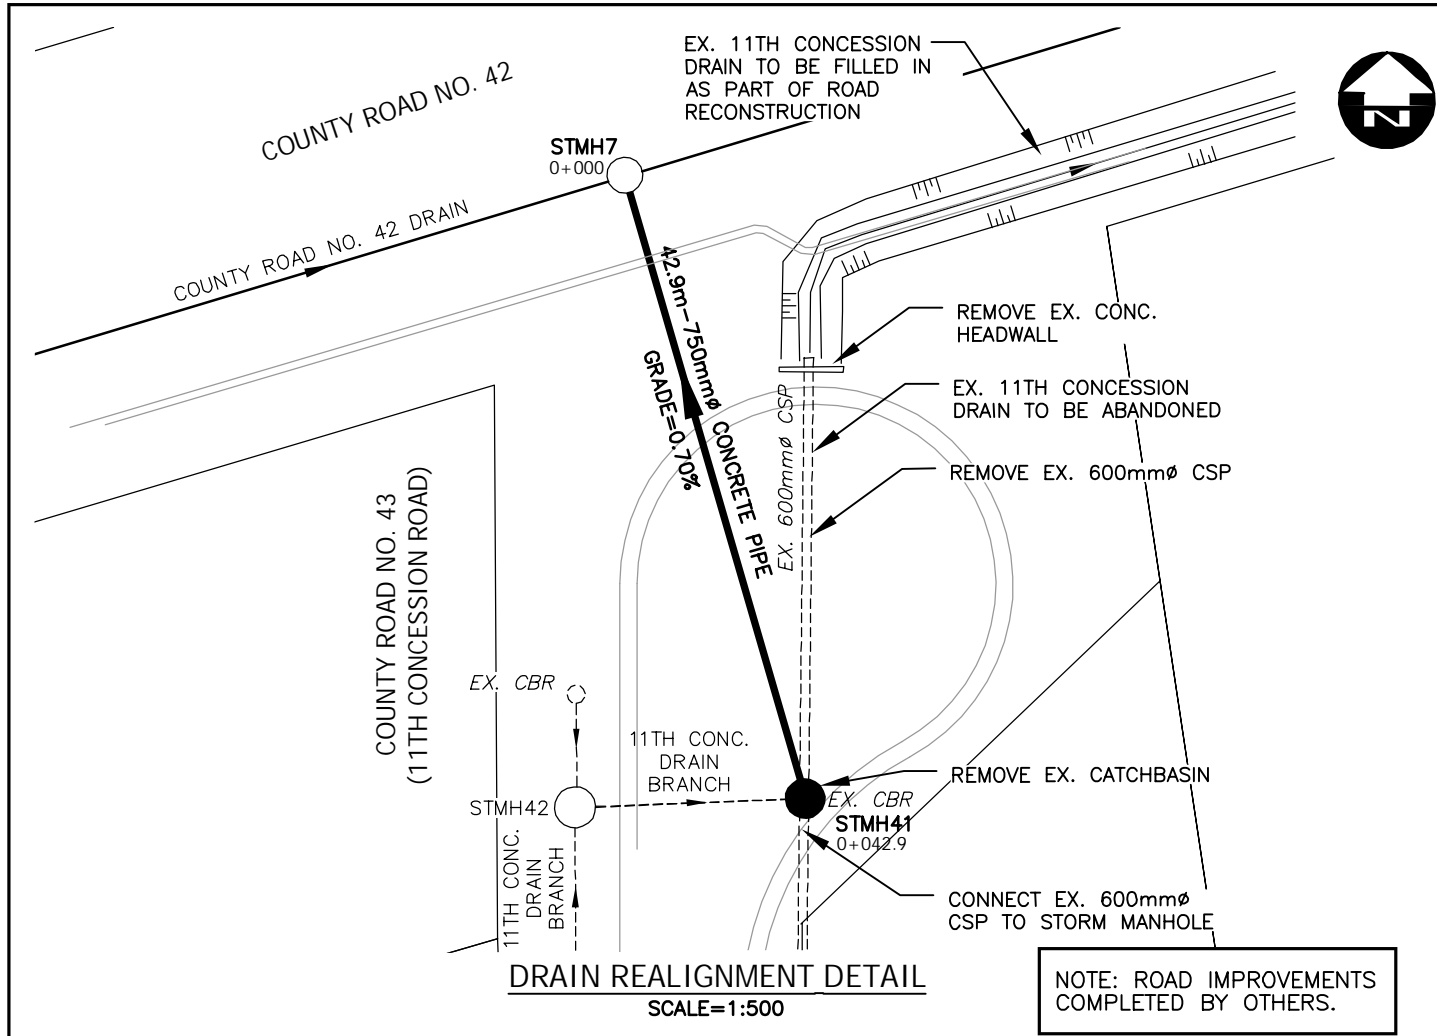 EX. 11TH CONCESSION
DRAIN TO BE FILLED IN
AS PART OF ROAD
RECONSTRUCTION
COUNTY ROAD NO. 42
N
STMH7
0+000
COUNTY ROAD NO. 42 DRAIN
42.9m-750mmø CONCRETE PIPE
GRADE=0.70%
REMOVE EX. CONC.
HEADWALL
EX. 11TH CONCESSION
DRAIN TO BE ABANDONED
EX. 600mmø CSP
REMOVE EX. 600mmø CSP
COUNTY ROAD NO. 43
(11TH CONCESSION ROAD)
EX. CBR
11TH CONC.
DRAIN
BRANCH
REMOVE EX. CATCHBASIN
STMH42
EX. CBR
STMH41
0+042.9
11TH CONC.
DRAIN
BRANCH
CONNECT EX. 600mmø
CSP TO STORM MANHOLE
DRAIN REALIGNMENT DETAIL
SCALE=1:500
NOTE: ROAD IMPROVEMENTS
COMPLETED BY OTHERS.